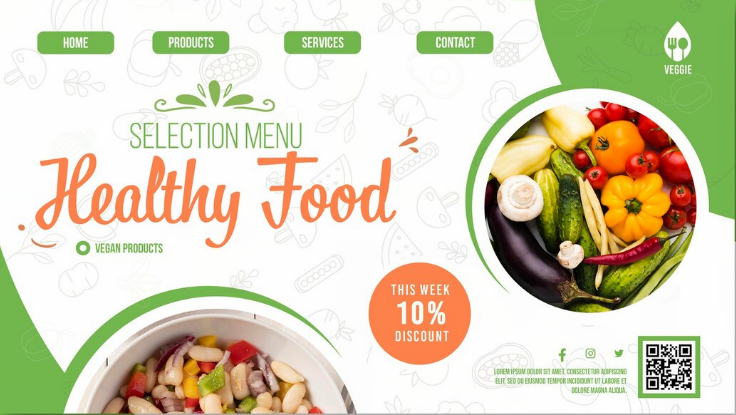 HOME
PRODUCTS
SERVICES
CONTACT
VEGGIE
SELECTION MENU
Healthy Food
VEGAN PRODUCTS
THIS WEEK
10%
DISCOUNT
LOREM IPSUM DOLOR SIT AMET, CONSECTETUR ADIPISCING
ELIT, SED DO EIUSMOD TEMPOR INCIDIDUNT UT LABORE ET
DOLORE MAGNA ALIQUA.